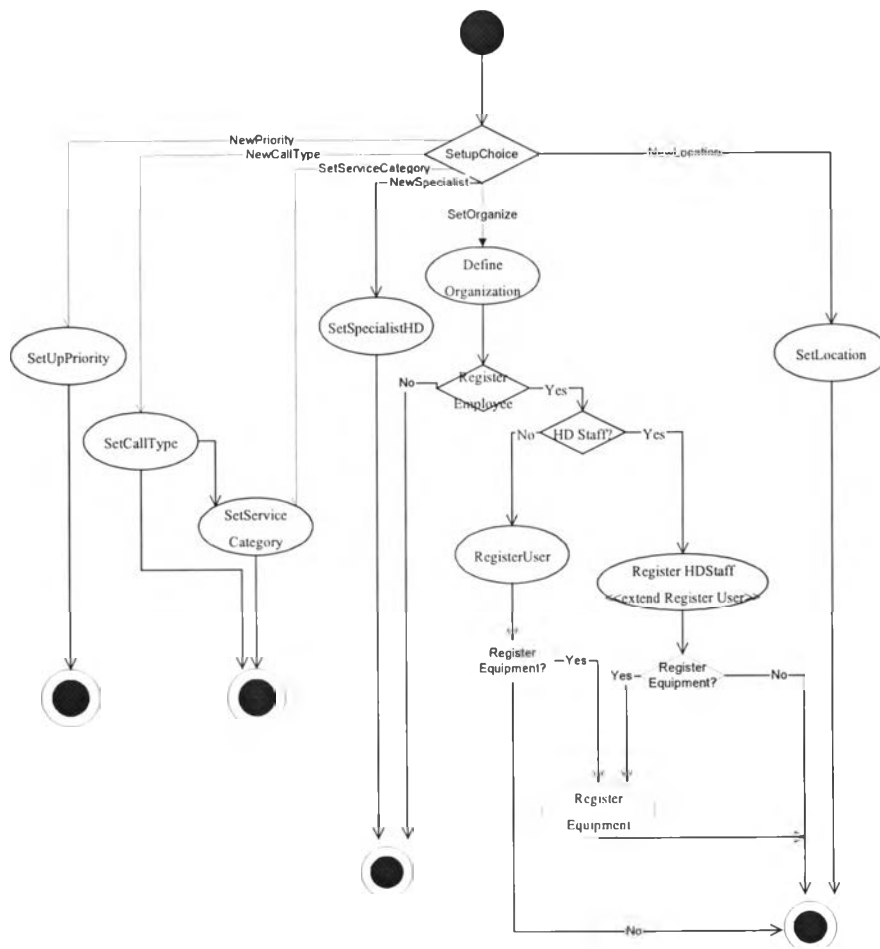 SetupChoice
NewPriority
NewCallType
SetServiceCategory
NewSpecialist
NewLocation
SetOrganize
Define
Organization
SetSpecialistHD
SetUpPriority
SetLocation
No
Register
Employee
Yes
No
HD Staff?
Yes
SetCallType
SetService
Category
RegisterUser
Register HDStaff
<<extend Register User>>
Register
Equipment?
Yes
Yes
Register
Equipment?
No
Register
Equipment
No